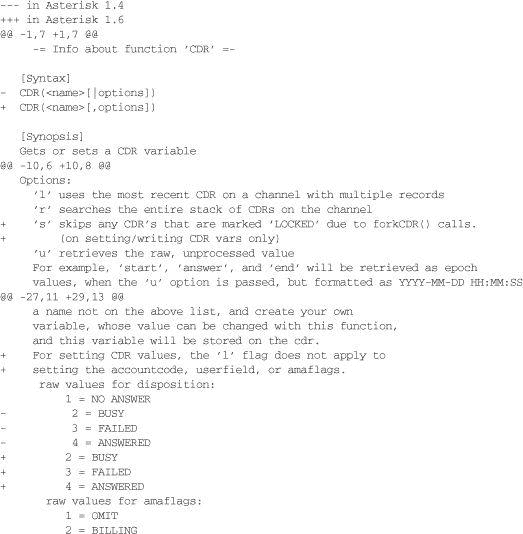 --- in Asterisk 1.4
+++ in Asterisk 1.6
@@ -1,7 +1,7 @@
     -= Info about function ’CDR’ =-

   [Syntax]
-  CDR(<name>[|options])
+  CDR(<name>[,options])

   [Synopsis]
   Gets or sets a CDR variable
@@ -10,6 +10,8 @@
   Options:
     ’l’ uses the most recent CDR on a channel with multiple records
     ’r’ searches the entire stack of CDRs on the channel
+    ’s’ skips any CDR’s that are marked ’LOCKED’ due to forkCDR() calls.
+        (on setting/writing CDR vars only)
     ’u’ retrieves the raw, unprocessed value
     For example, ’start’, ’answer’, and ’end’ will be retrieved as epoch
     values, when the ’u’ option is passed, but formatted as YYYY-MM-DD HH:MM:SS
@@ -27,11 +29,13 @@
     a name not on the above list, and create your own
     variable, whose value can be changed with this function,
     and this variable will be stored on the cdr.
+    For setting CDR values, the ’l’ flag does not apply to
+    setting the accountcode, userfield, or amaflags.
      raw values for disposition:
          1 = NO ANSWER
-          2 = BUSY
-          3 = FAILED
-          4 = ANSWERED
+         2 = BUSY
+         3 = FAILED
+         4 = ANSWERED
       raw values for amaflags:
          1 = OMIT
          2 = BILLING